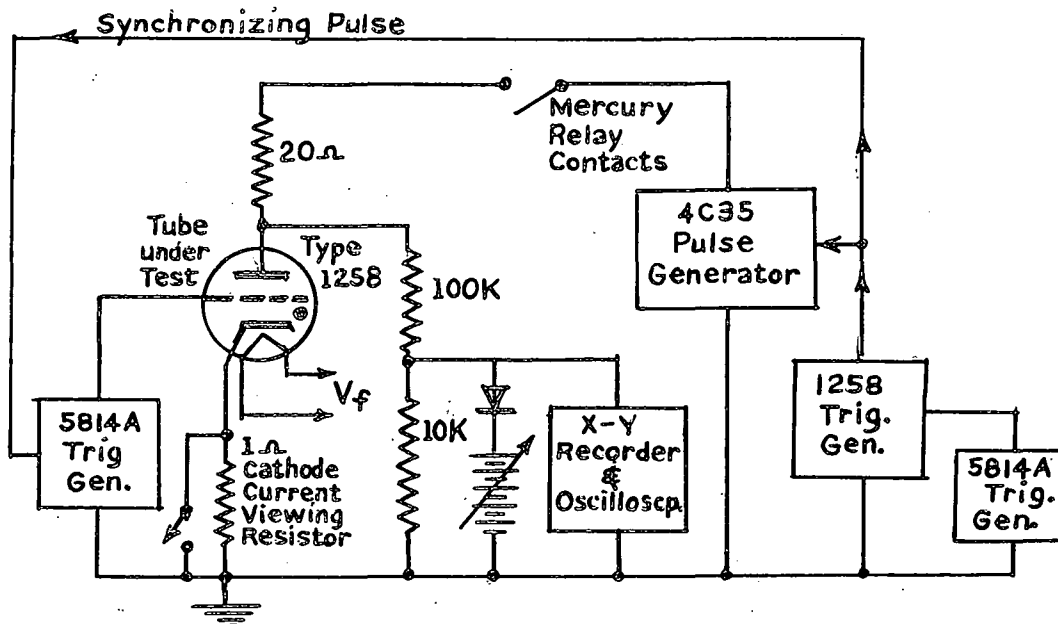 Synchronizing Pulse
20Ω
Mercury
Relay
Contacts
Tube
under
Test
Type
1258
4C35
Pulse
Generator
100K
Vf
5814A
Trig
Gen.
1Ω
Cathode
Current
Viewing
Resistor
10K
X-Y
Recorder
&
Oscilloscp.
1258
Trig.
Gen.
5814A
Trig.
Gen.